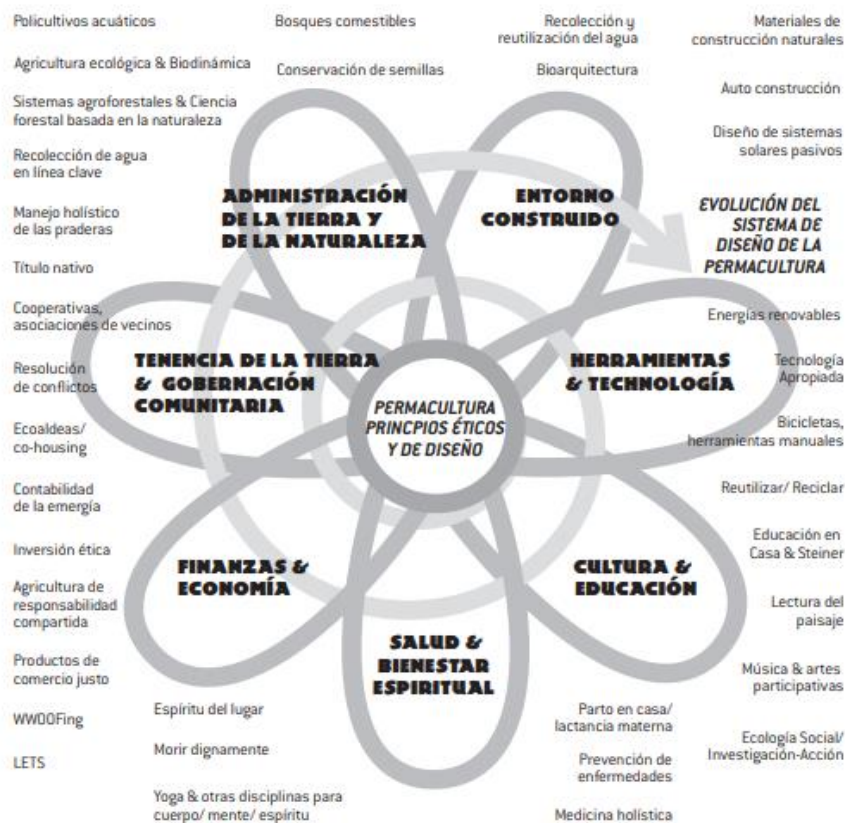 Policultivos acuáticos
Agricultura ecológica & Biodinámica
Sistemas agroforestales & Ciencia
forestal basada en la naturaleza
Recolección de agua
en línea clave
Manejo holístico
de las praderas
Título nativo
Cooperativas,
asociaciones de vecinos
Resolución
de conflictos
Ecoaldeas/
co-housing
Contabilidad
de la emergía
Inversión ética
Agricultura de
responsabilidad
compartida
Productos de
comercio justo
WWOOFing
LETS
Bosques comestibles
Conservación de semillas
Recolección y
reutilización del agua
Bioarquitectura
Materiales de
construcción naturales
Auto construcción
Diseño de sistemas
solares pasivos
EVOLUCIÓN DEL
SISTEMA DE
DISEÑO DE LA
PERMACULTURA
Energías renovables
Tecnología
Apropiada
Bicicletas,
herramientas manuales
Reutilizar/ Reciclar
Educación en
Casa & Steiner
Lectura del
paisaje
Música & artes
participativas
Ecología Social/
Investigación-Acción
ADMINISTRACIÓN
DE LA TIERRA Y
DE LA NATURALEZA
ENTORNO
CONSTRUIDO
TENENCIA DE LA TIERRA
& GOBERNACIÓN
COMUNITARIA
HERRAMIENTAS
& TECHNOLOGÍA
PERMACULTURA
PRINCPIOS ÉTICOS
Y DE DISEÑO
FINANZAS &
ECONOMÍA
CULTURA &
EDUCACIÓN
SALUD &
BIENESTAR
ESPIRITUAL
Espíritu del lugar
Morir dignamente
Yoga & otras disciplinas para
cuerpo/ mente/ espíritu
Parto en casa/
lactancia materna
Prevención de
enfermedades
Medicina holística